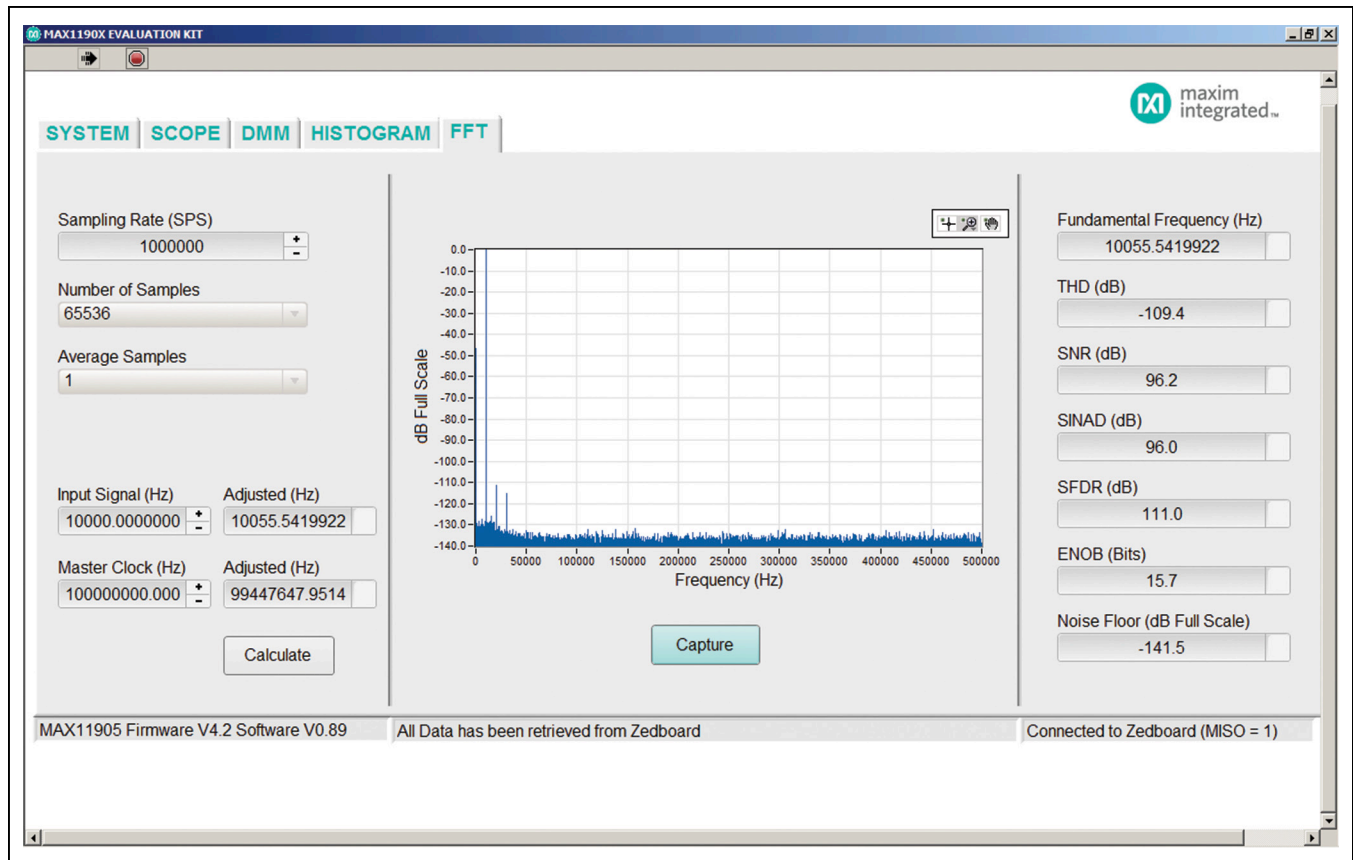 MAX1190X EVALUATION KIT
maxim
integrated™
SYSTEM SCOPE DMM HISTOGRAM FFT
Sampling Rate (SPS)
1000000
Number of Samples
65536
Average Samples
1
Input Signal (Hz) Adjusted (Hz)
10000.0000000 10055.5419922
Master Clock (Hz) Adjusted (Hz)
100000000.000 99447647.9514
Calculate
dB Full Scale
0.0
-10.0
-20.0
-30.0
-40.0
-50.0
-60.0
-70.0
-80.0
-90.0
-100.0
-110.0
-120.0
-130.0
-140.0
0 50000 100000 150000 200000 250000 300000 350000 400000 450000 500000
Frequency (Hz)
Capture
Fundamental Frequency (Hz)
10055.5419922
THD (dB)
-109.4
SNR (dB)
96.2
SINAD (dB)
96.0
SFDR (dB)
111.0
ENOB (Bits)
15.7
Noise Floor (dB Full Scale)
-141.5
MAX11905 Firmware V4.2 Software V0.89
All Data has been retrieved from Zedboard
Connected to Zedboard (MISO = 1)